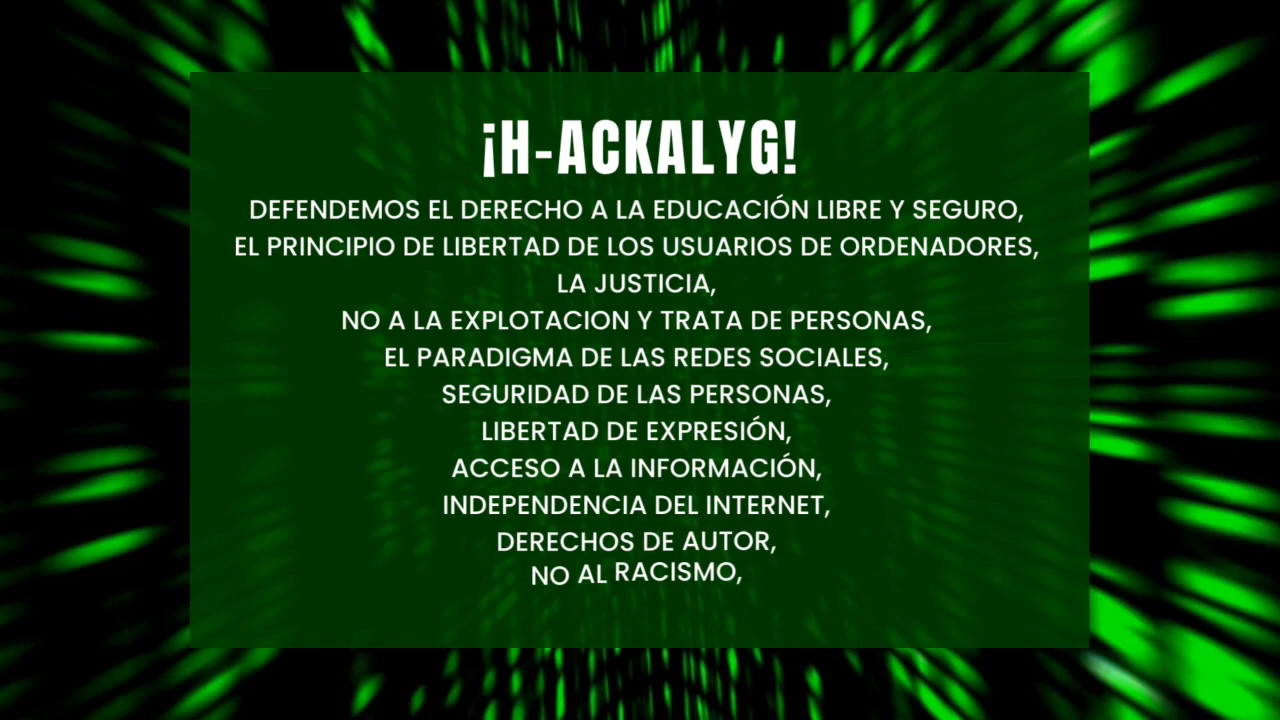 ¡H-ACKALYG!
DEFENDEMOS EL DERECHO A LA EDUCACIÓN LIBRE Y SEGURO,
EL PRINCIPIO DE LIBERTAD DE LOS USUARIOS DE ORDENADORES,
LA JUSTICIA,
NO A LA EXPLOTACION Y TRATA DE PERSONAS,
EL PARADIGMA DE LAS REDES SOCIALES,
SEGURIDAD DE LAS PERSONAS,
LIBERTAD DE EXPRESIÓN,
ACCESO A LA INFORMACIÓN,
INDEPENDENCIA DEL INTERNET,
DERECHOS DE AUTOR,
NO AL RACISMO,